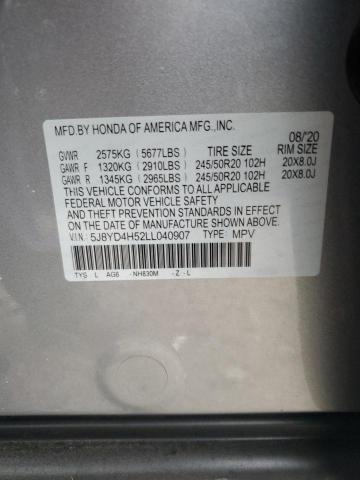 MFD.BY HONDA OF AMERICA MFG.,INC.
08/'20
GVWR 2575KG (5677LBS) TIRE SIZE RIM SIZE
GAWR F 1320KG (2910LBS) 245/50R20 102H 20X8.0J
GAWR R 1345KG (2965LBS) 245/50R20 102H 20X8.0J
THIS VEHICLE CONFORMS TO ALL APPLICABLE
FEDERAL MOTOR VEHICLE SAFETY
AND THEFT PREVENTION STANDARDS IN EFFECT
ON THE DATE OF MANUFACTURE SHOWN ABOVE.
V.I.N.: 5J8YD4H52LL040907 TYPE: MPV
TYS L AG6 -NH830M -Z -L